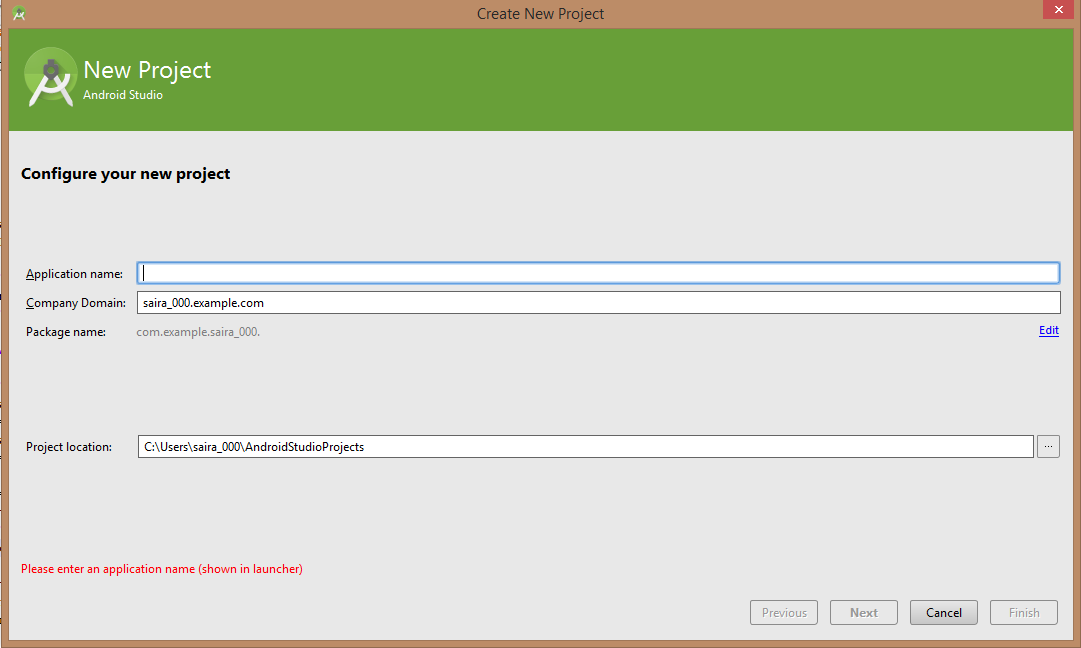 Create New Project
New Project
Android Studio
Configure your new project
Application name:
Company Domain: saira_000.example.com
Package name: com.example.saira_000. Edit
Project location: C:\Users\saira_000\AndroidStudioProjects ...
Please enter an application name (shown in launcher)
Previous Next Cancel Finish